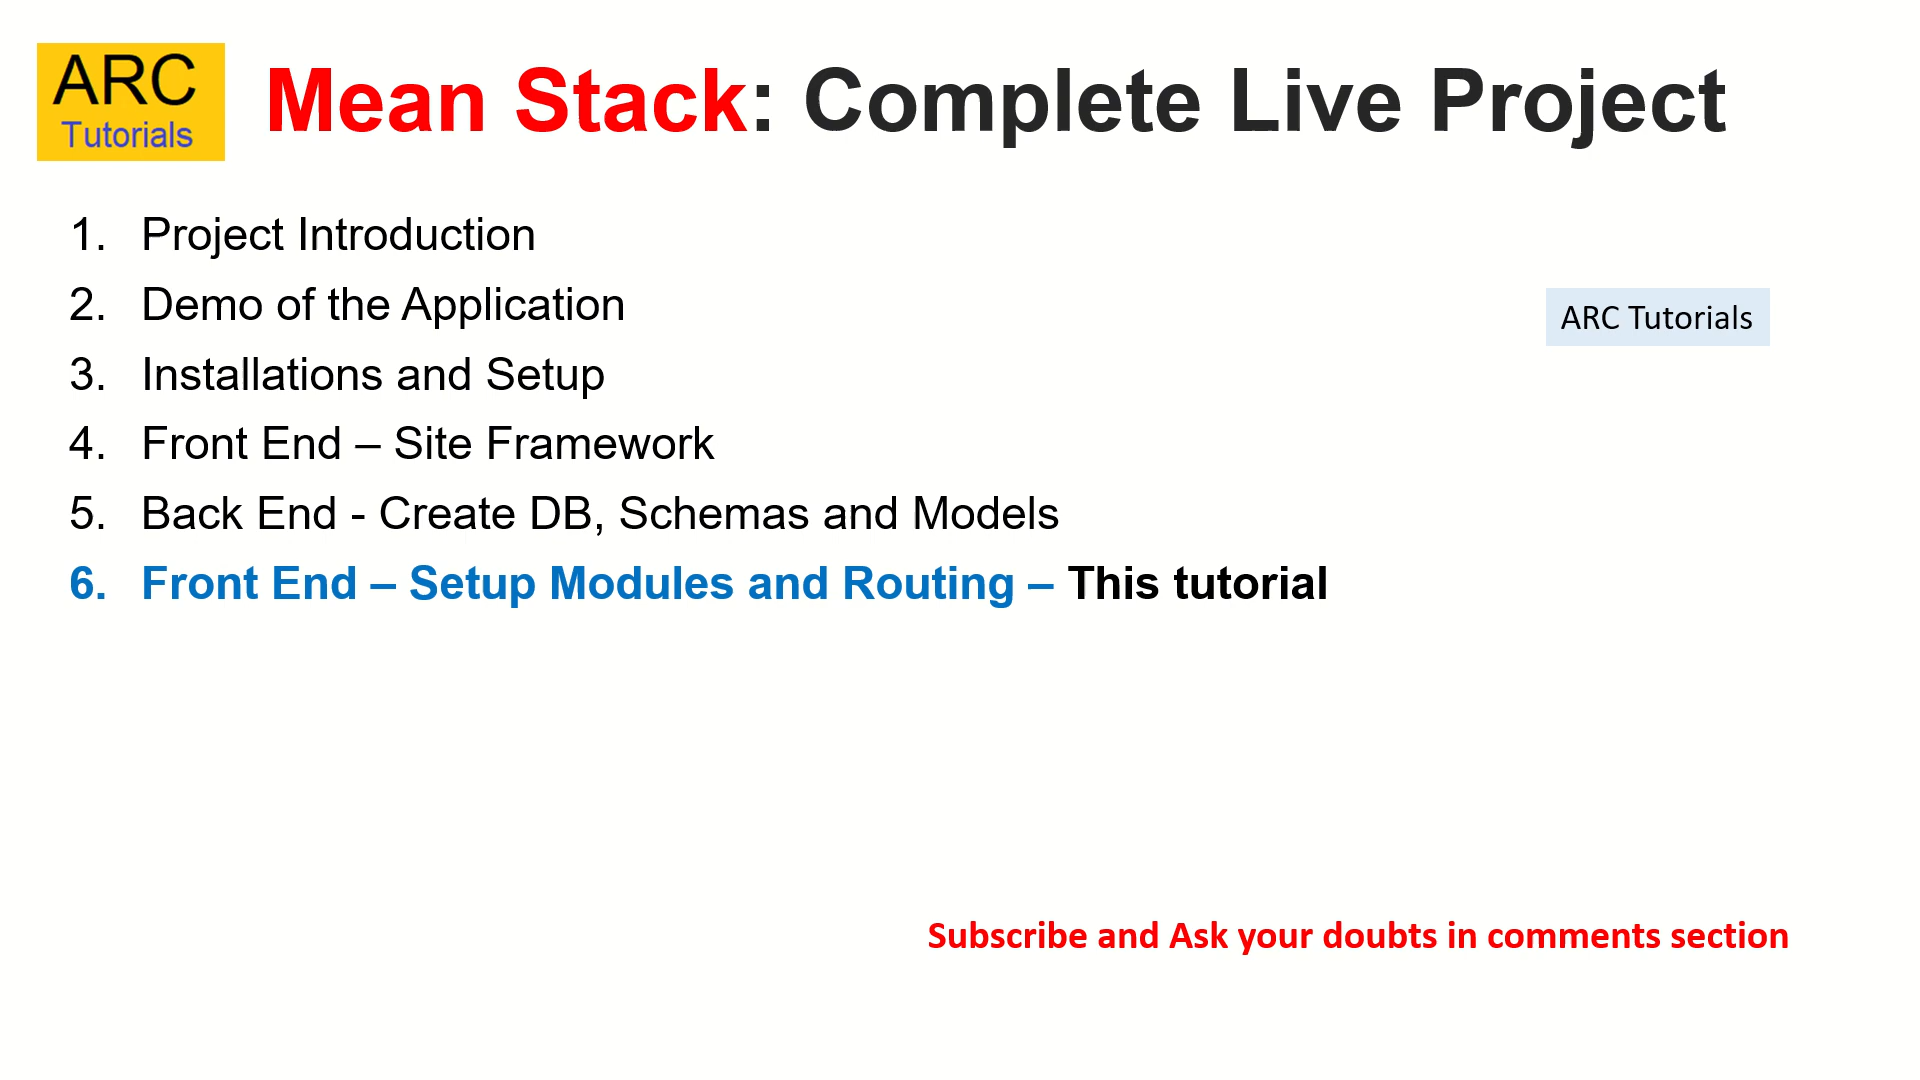 ARC
Tutorials
Mean Stack: Complete Live Project
1. Project Introduction
2. Demo of the Application
ARC Tutorials
3. Installations and Setup
4. Front End – Site Framework
5. Back End - Create DB, Schemas and Models
6. Front End – Setup Modules and Routing – This tutorial
Subscribe and Ask your doubts in comments section